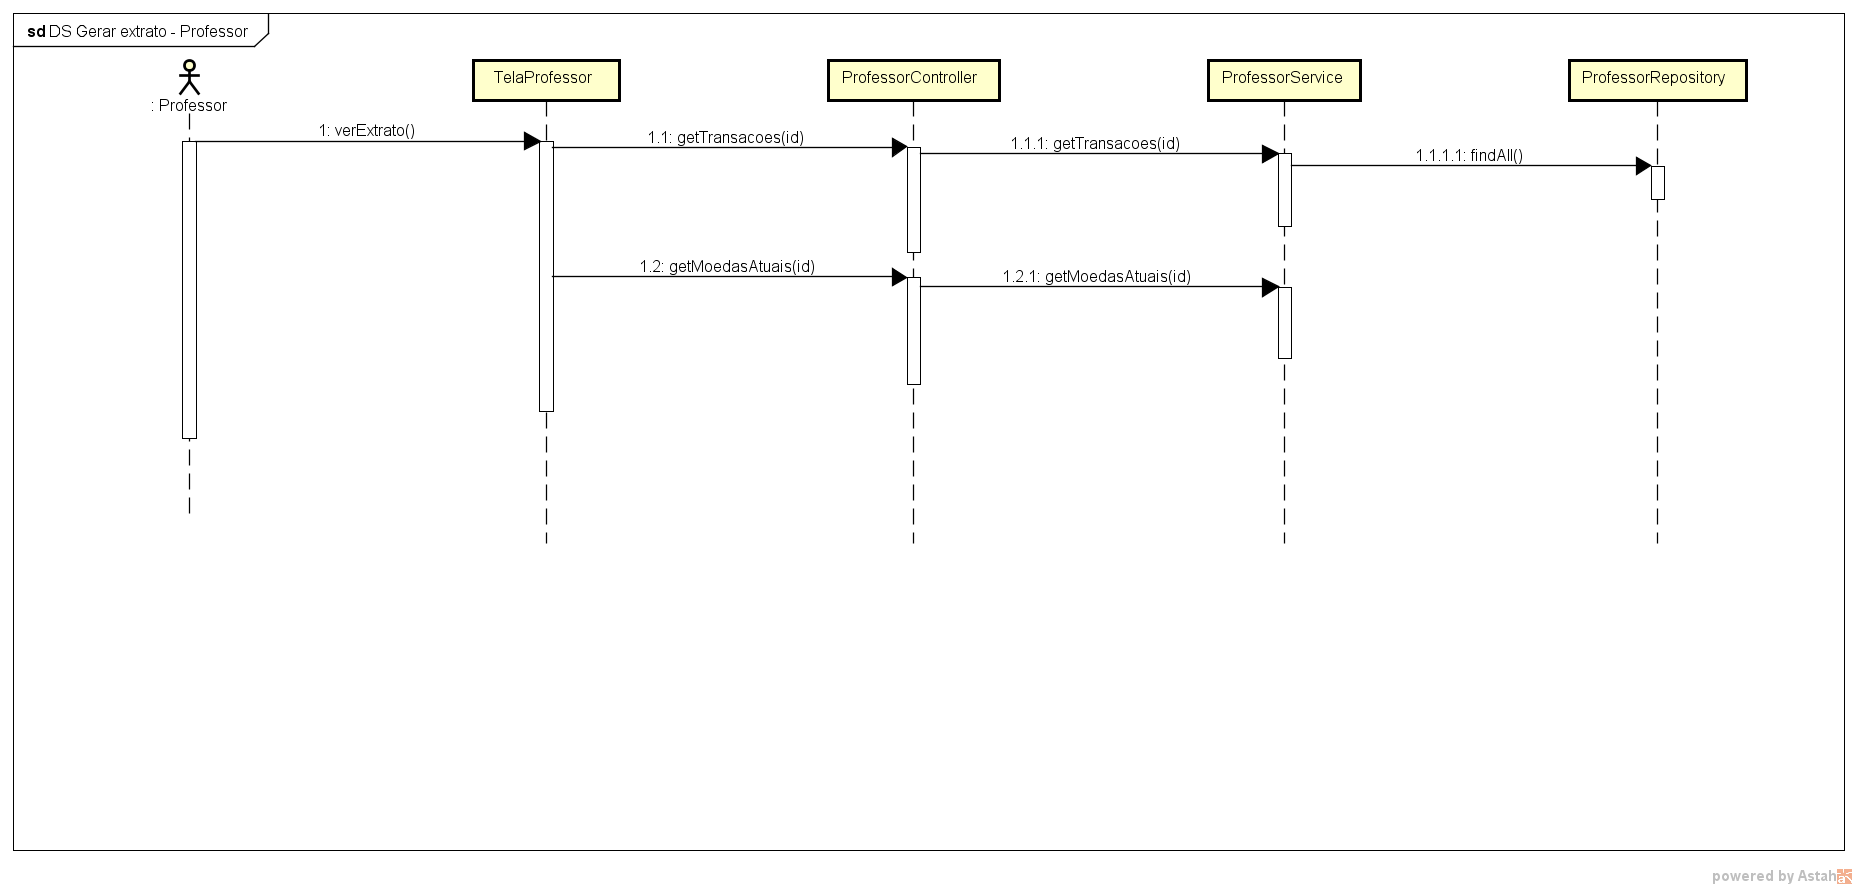 sd DS Gerar extrato - Professor
: Professor
TelaProfessor
ProfessorController
ProfessorService
ProfessorRepository
1: verExtrato()
1.1: getTransacoes(id)
1.1.1: getTransacoes(id)
1.1.1.1: findAll()
1.2: getMoedasAtuais(id)
1.2.1: getMoedasAtuais(id)
powered by Astah